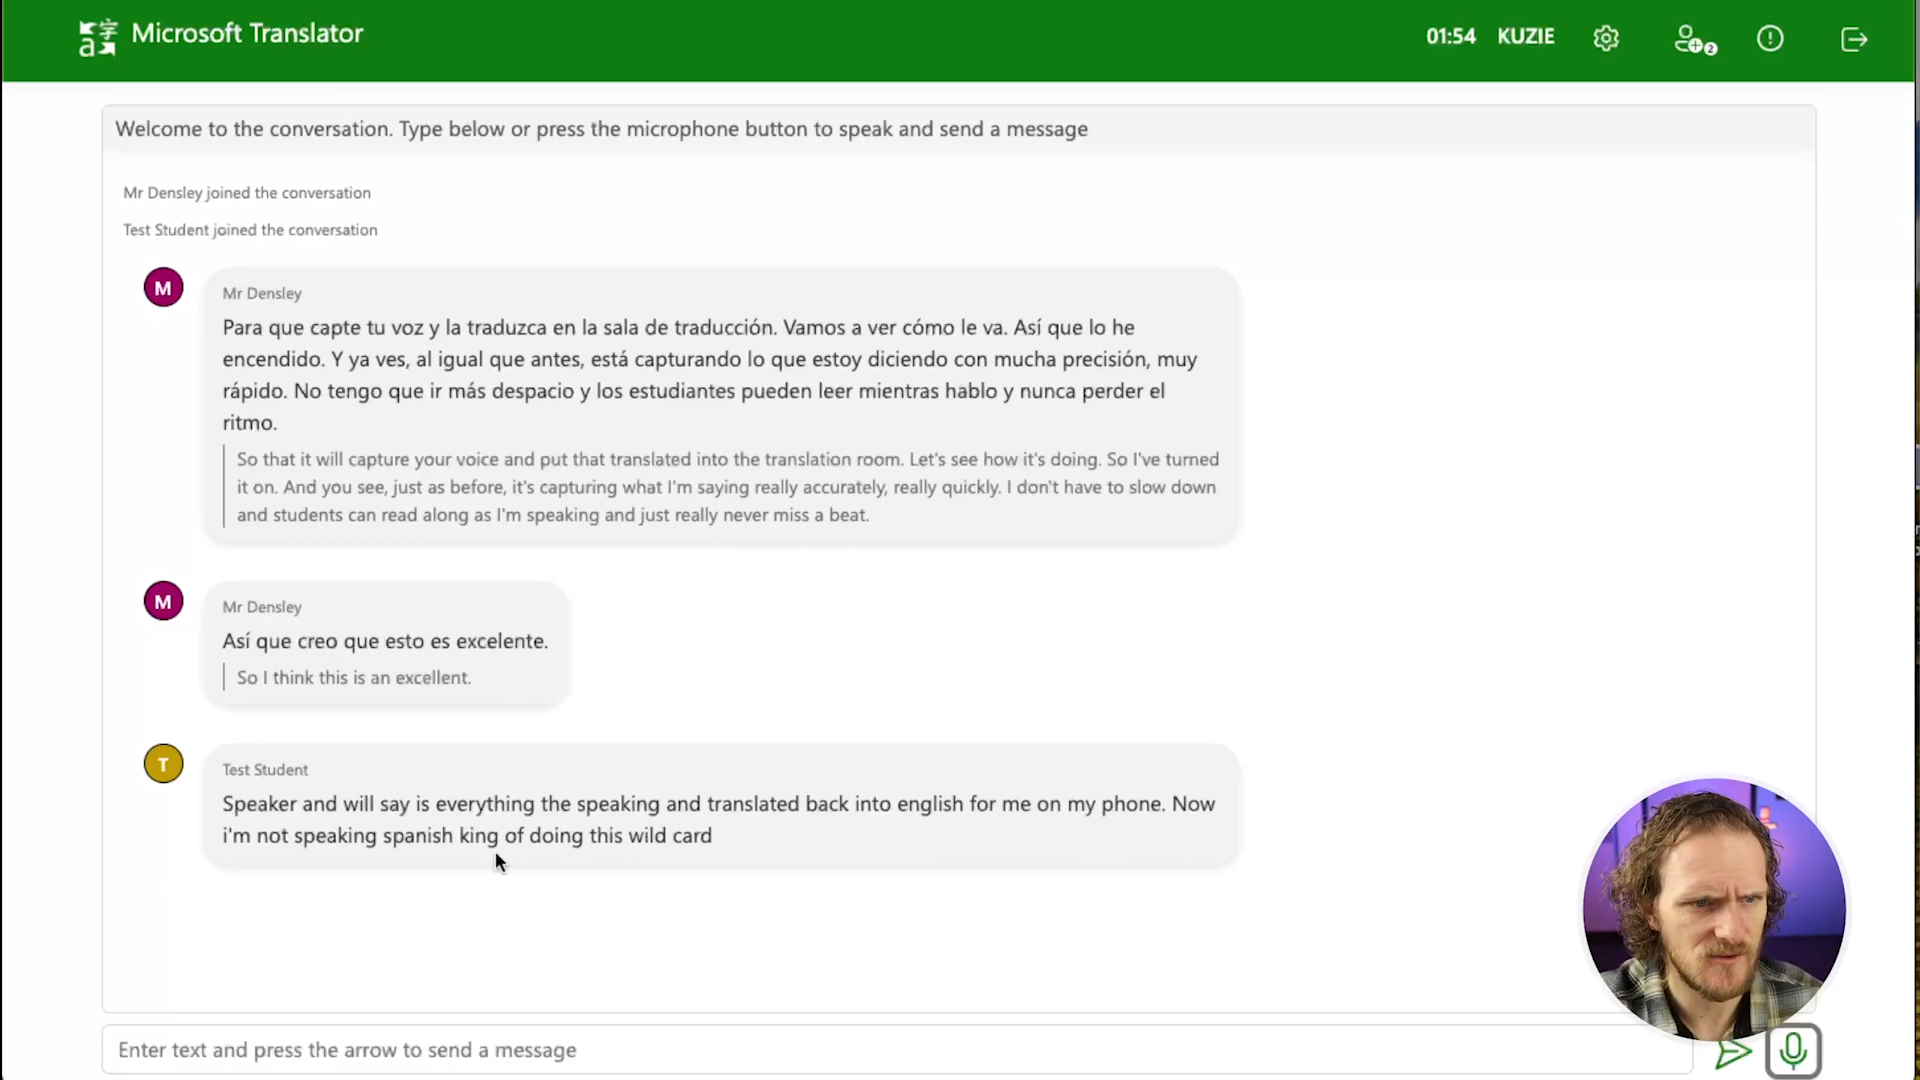 Microsoft Translator
01:54 KUZIE
2
Welcome to the conversation. Type below or press the microphone button to speak and send a message
Mr Densley joined the conversation
Test Student joined the conversation
M
Mr Densley
Para que capte tu voz y la traduzca en la sala de traducción. Vamos a ver cómo le va. Así que lo he
encendido. Y ya ves, al igual que antes, está capturando lo que estoy diciendo con mucha precisión, muy
rápido. No tengo que ir más despacio y los estudiantes pueden leer mientras hablo y nunca perder el
ritmo.
So that it will capture your voice and put that translated into the translation room. Let's see how it's doing. So I've turned
it on. And you see, just as before, it's capturing what I'm saying really accurately, really quickly. I don't have to slow down
and students can read along as I'm speaking and just really never miss a beat.
M
Mr Densley
Así que creo que esto es excelente.
So I think this is an excellent.
T
Test Student
Speaker and will say is everything the speaking and translated back into english for me on my phone. Now
i'm not speaking spanish king of doing this wild card
Enter text and press the arrow to send a message